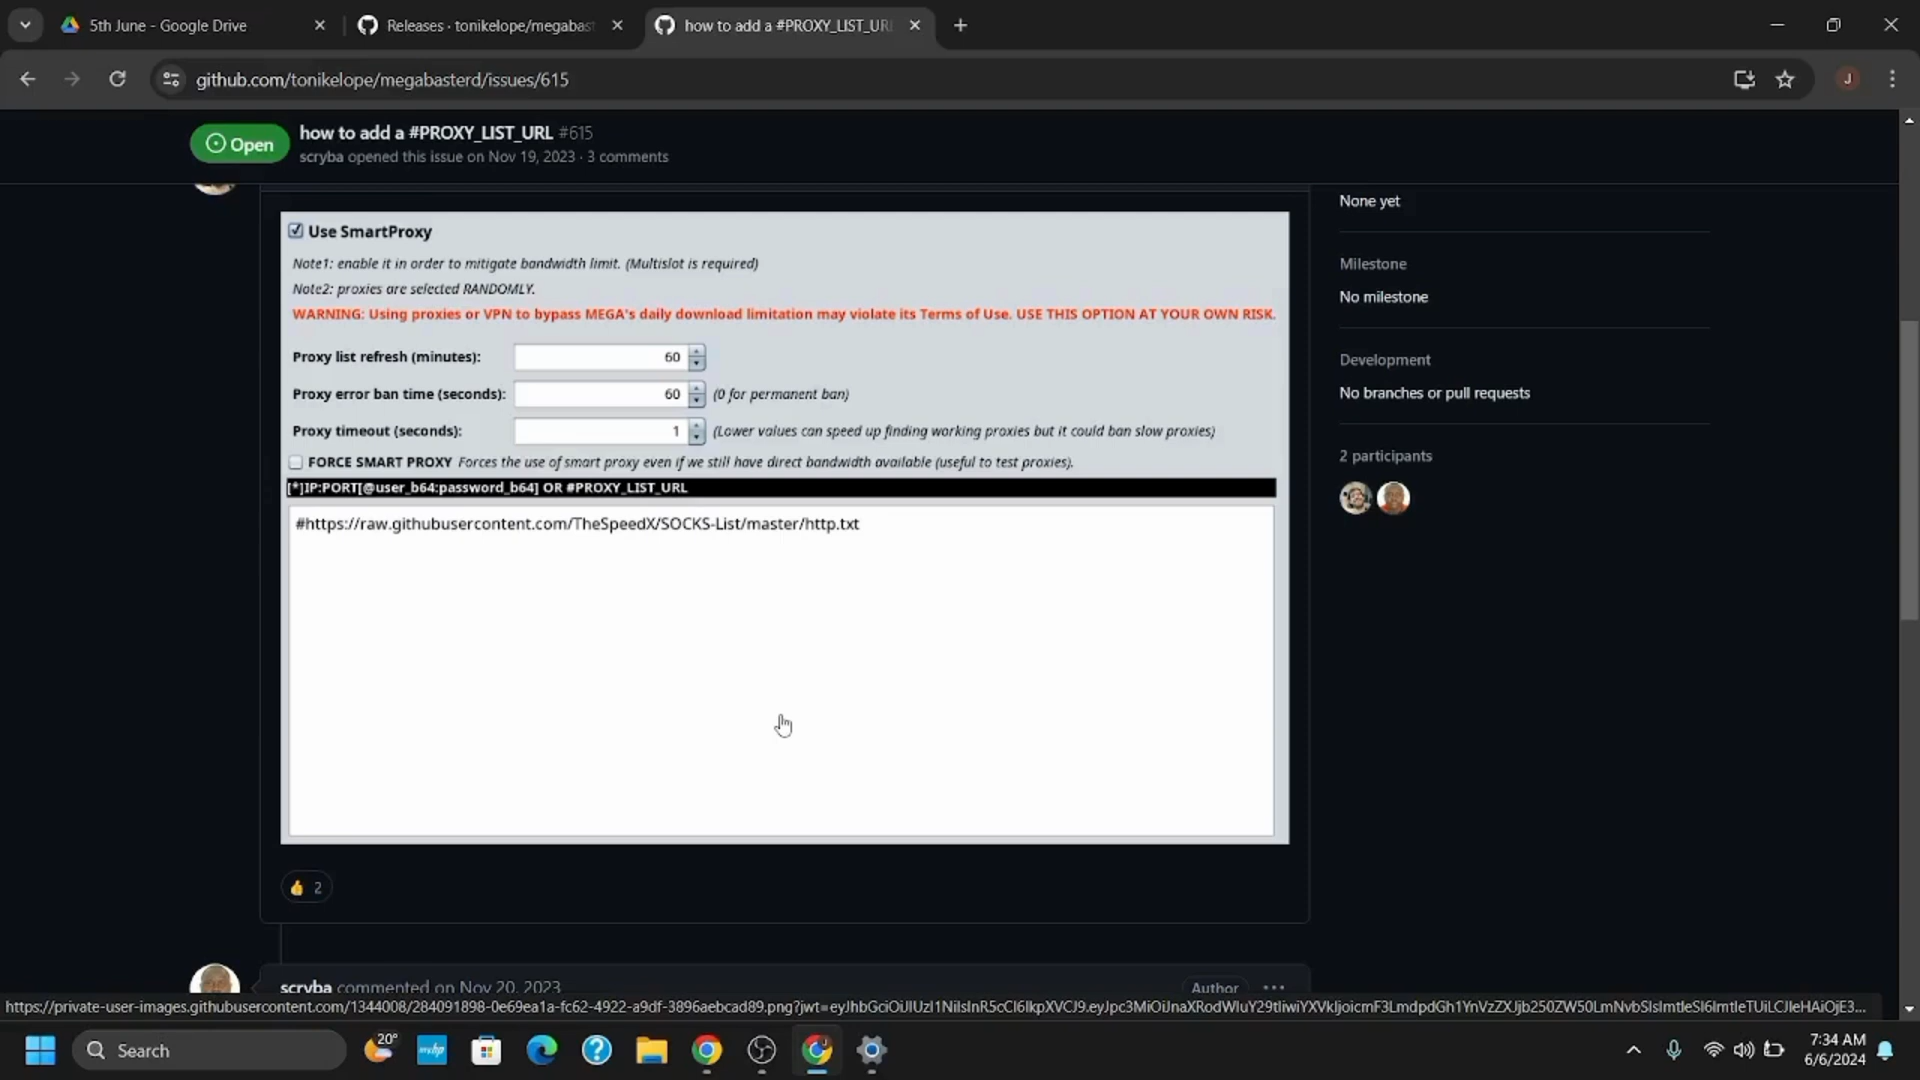 5th June - Google Drive
Releases · tonikelope/megabast
how to add a #PROXY_LIST_URL
github.com/tonikelope/megabasterd/issues/615
J
Open
how to add a #PROXY_LIST_URL #615
scryba opened this issue on Nov 19, 2023 · 3 comments
None yet
Milestone
No milestone
Development
No branches or pull requests
2 participants
Use SmartProxy
Note1: enable it in order to mitigate bandwidth limit. (Multislot is required)
Note2: proxies are selected RANDOMLY.
WARNING: Using proxies or VPN to bypass MEGA's daily download limitation may violate its Terms of Use. USE THIS OPTION AT YOUR OWN RISK.
Proxy list refresh (minutes): 60
Proxy error ban time (seconds): 60 (0 for permanent ban)
Proxy timeout (seconds): 1 (Lower values can speed up finding working proxies but it could ban slow proxies)
FORCE SMART PROXY Forces the use of smart proxy even if we still have direct bandwidth available (useful to test proxies).
[*]IP:PORT[@user_b64:password_b64] OR #PROXY_LIST_URL
#https://raw.githubusercontent.com/TheSpeedX/SOCKS-List/master/http.txt
2
scryba commented on Nov 20, 2023
Author
20°
myhp
Search
7:34 AM
6/6/2024